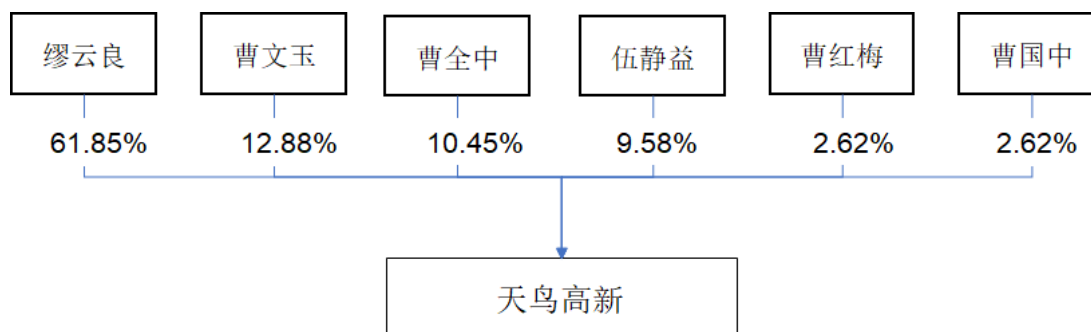 缪云良 曹文玉 曹全中 伍静益 曹红梅 曹国中
61.85% 12.88% 10.45% 9.58% 2.62% 2.62%
天鸟高新